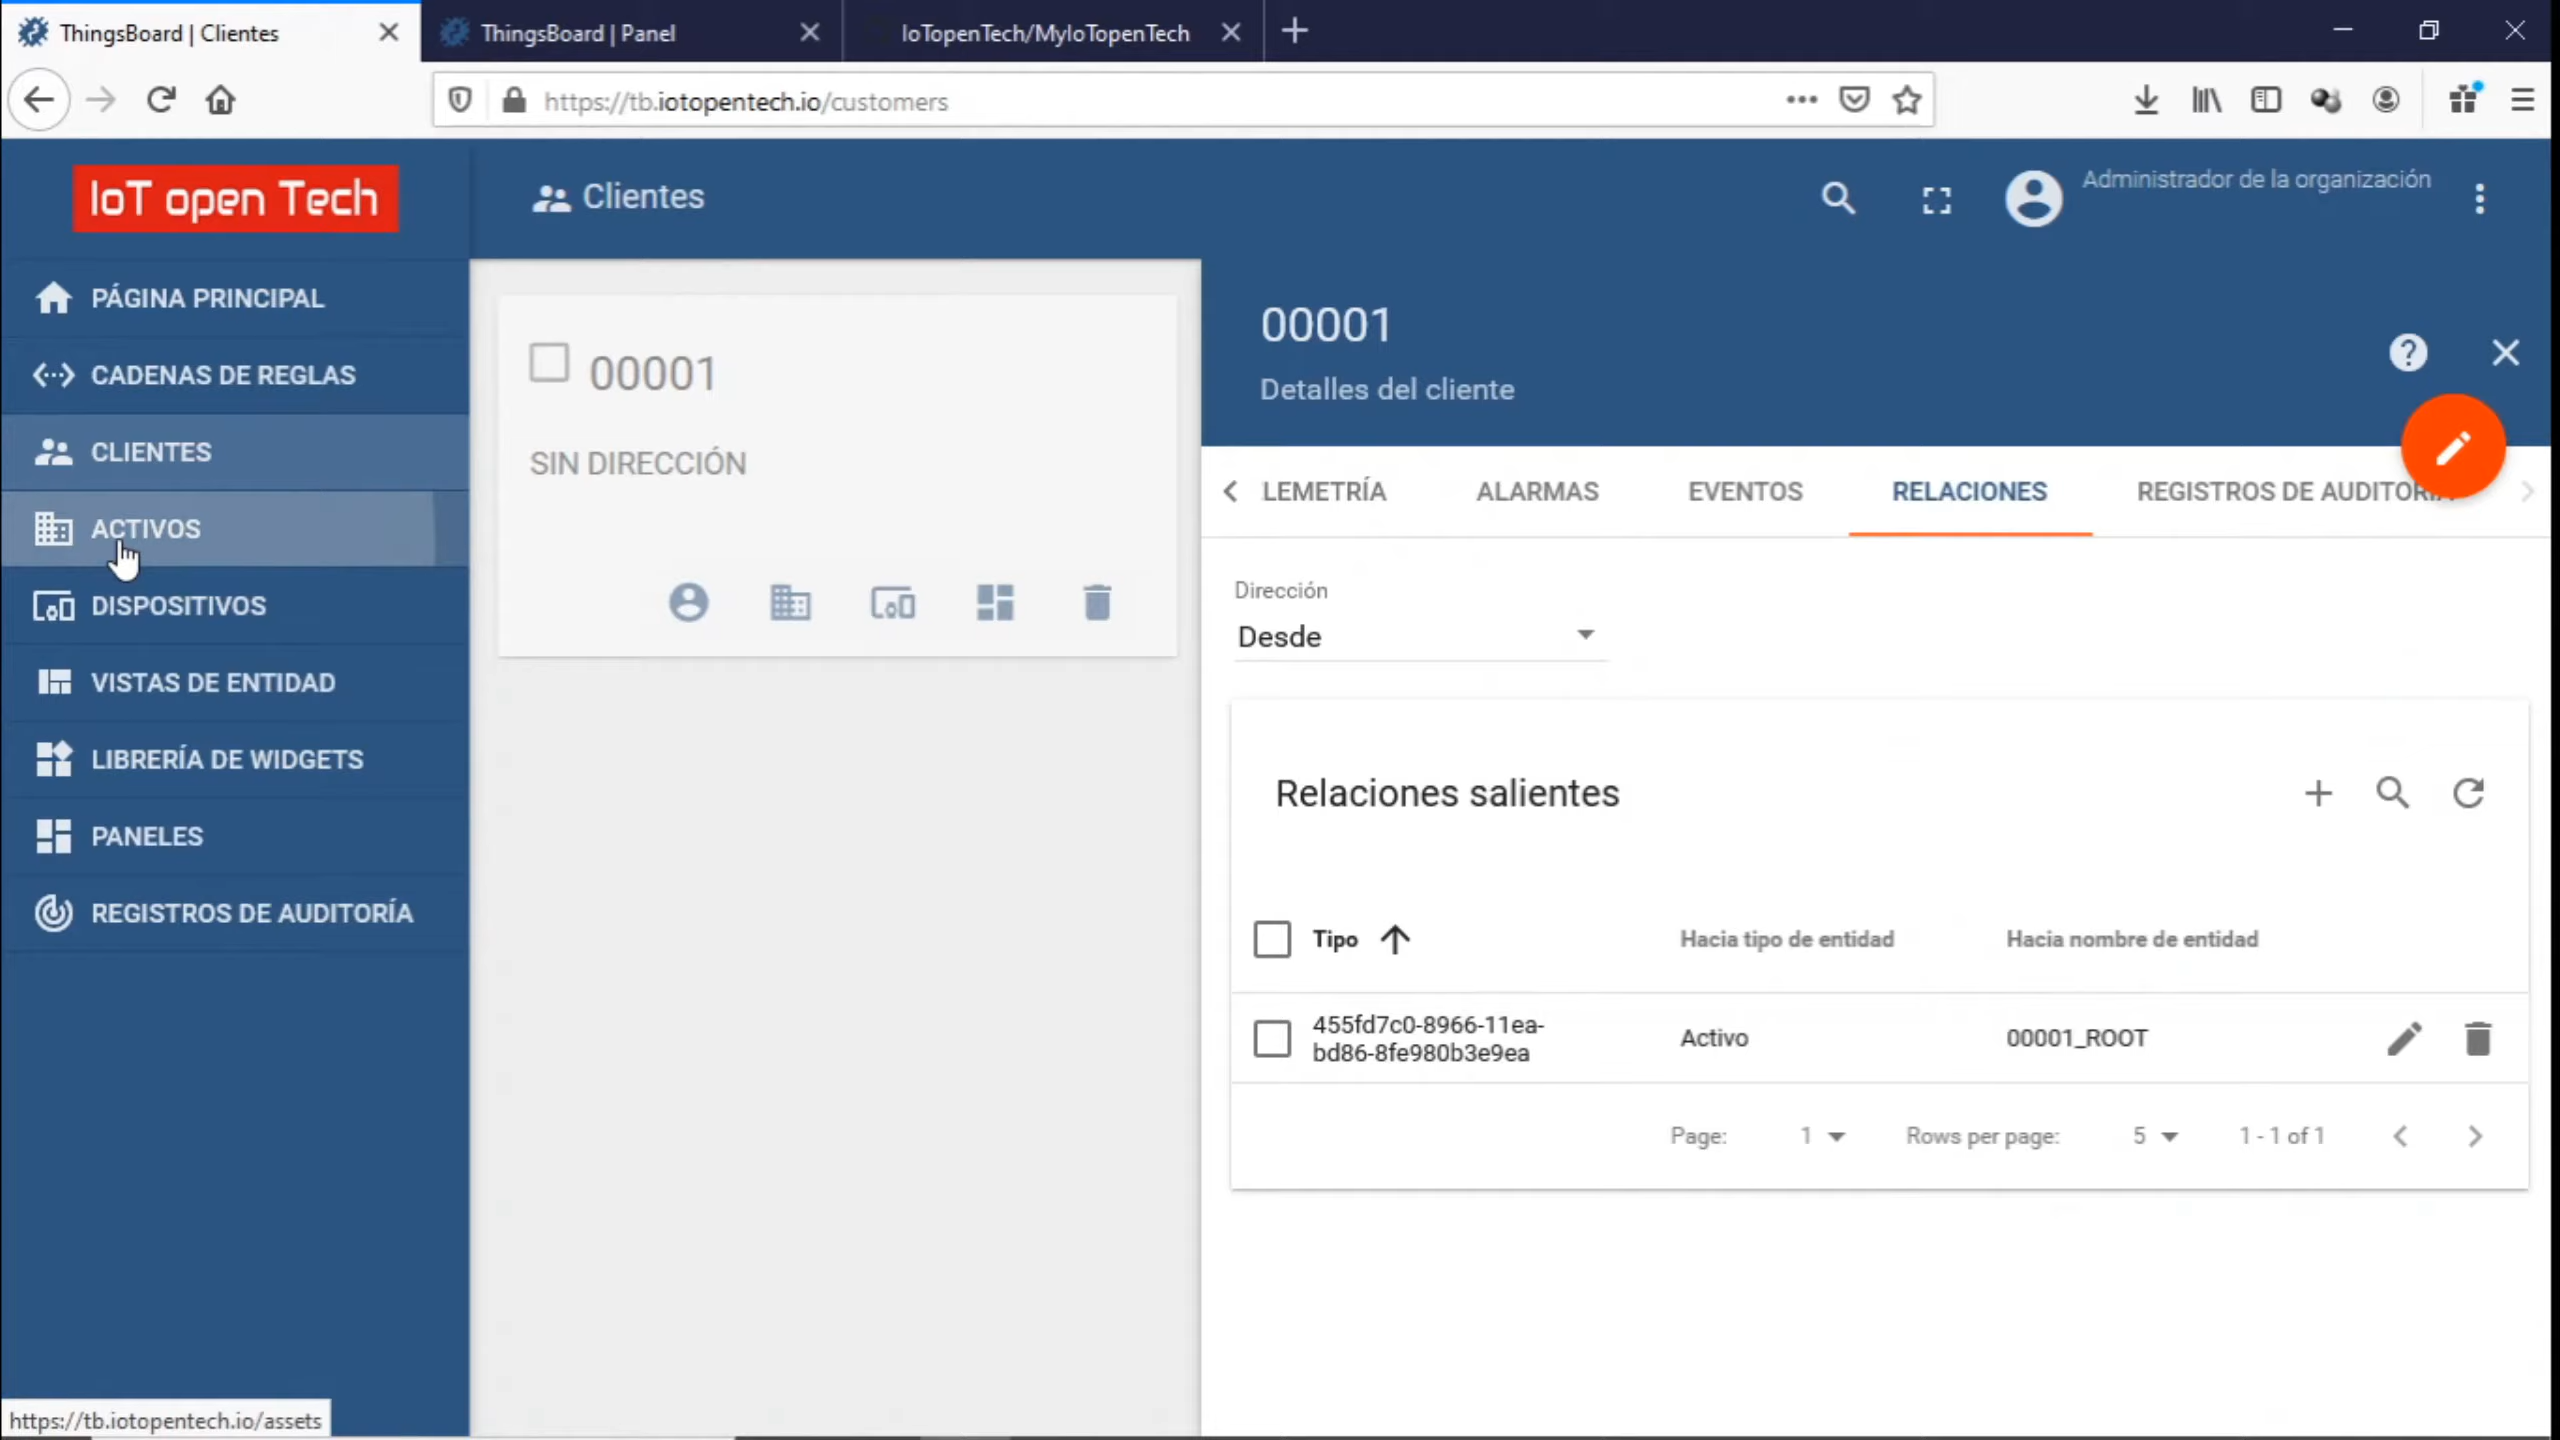 ThingsBoard | Clientes
ThingsBoard | Panel
IoTopenTech/MyIoTopenTech
https://tb.iotopentech.io/customers
IoT open Tech
Clientes
Administrador de la organización
PÁGINA PRINCIPAL
CADENAS DE REGLAS
CLIENTES
ACTIVOS
DISPOSITIVOS
VISTAS DE ENTIDAD
LIBRERÍA DE WIDGETS
PANELES
REGISTROS DE AUDITORÍA
00001
SIN DIRECCIÓN
00001
Detalles del cliente
LEMETRÍA
ALARMAS
EVENTOS
RELACIONES
REGISTROS DE AUDITORÍA
Dirección
Desde
Relaciones salientes
Tipo
Hacia tipo de entidad
Hacia nombre de entidad
455fd7c0-8966-11ea-
bd86-8fe980b3e9ea
Activo
00001_ROOT
Page:
1
Rows per page:
5
1 - 1 of 1
https://tb.iotopentech.io/assets